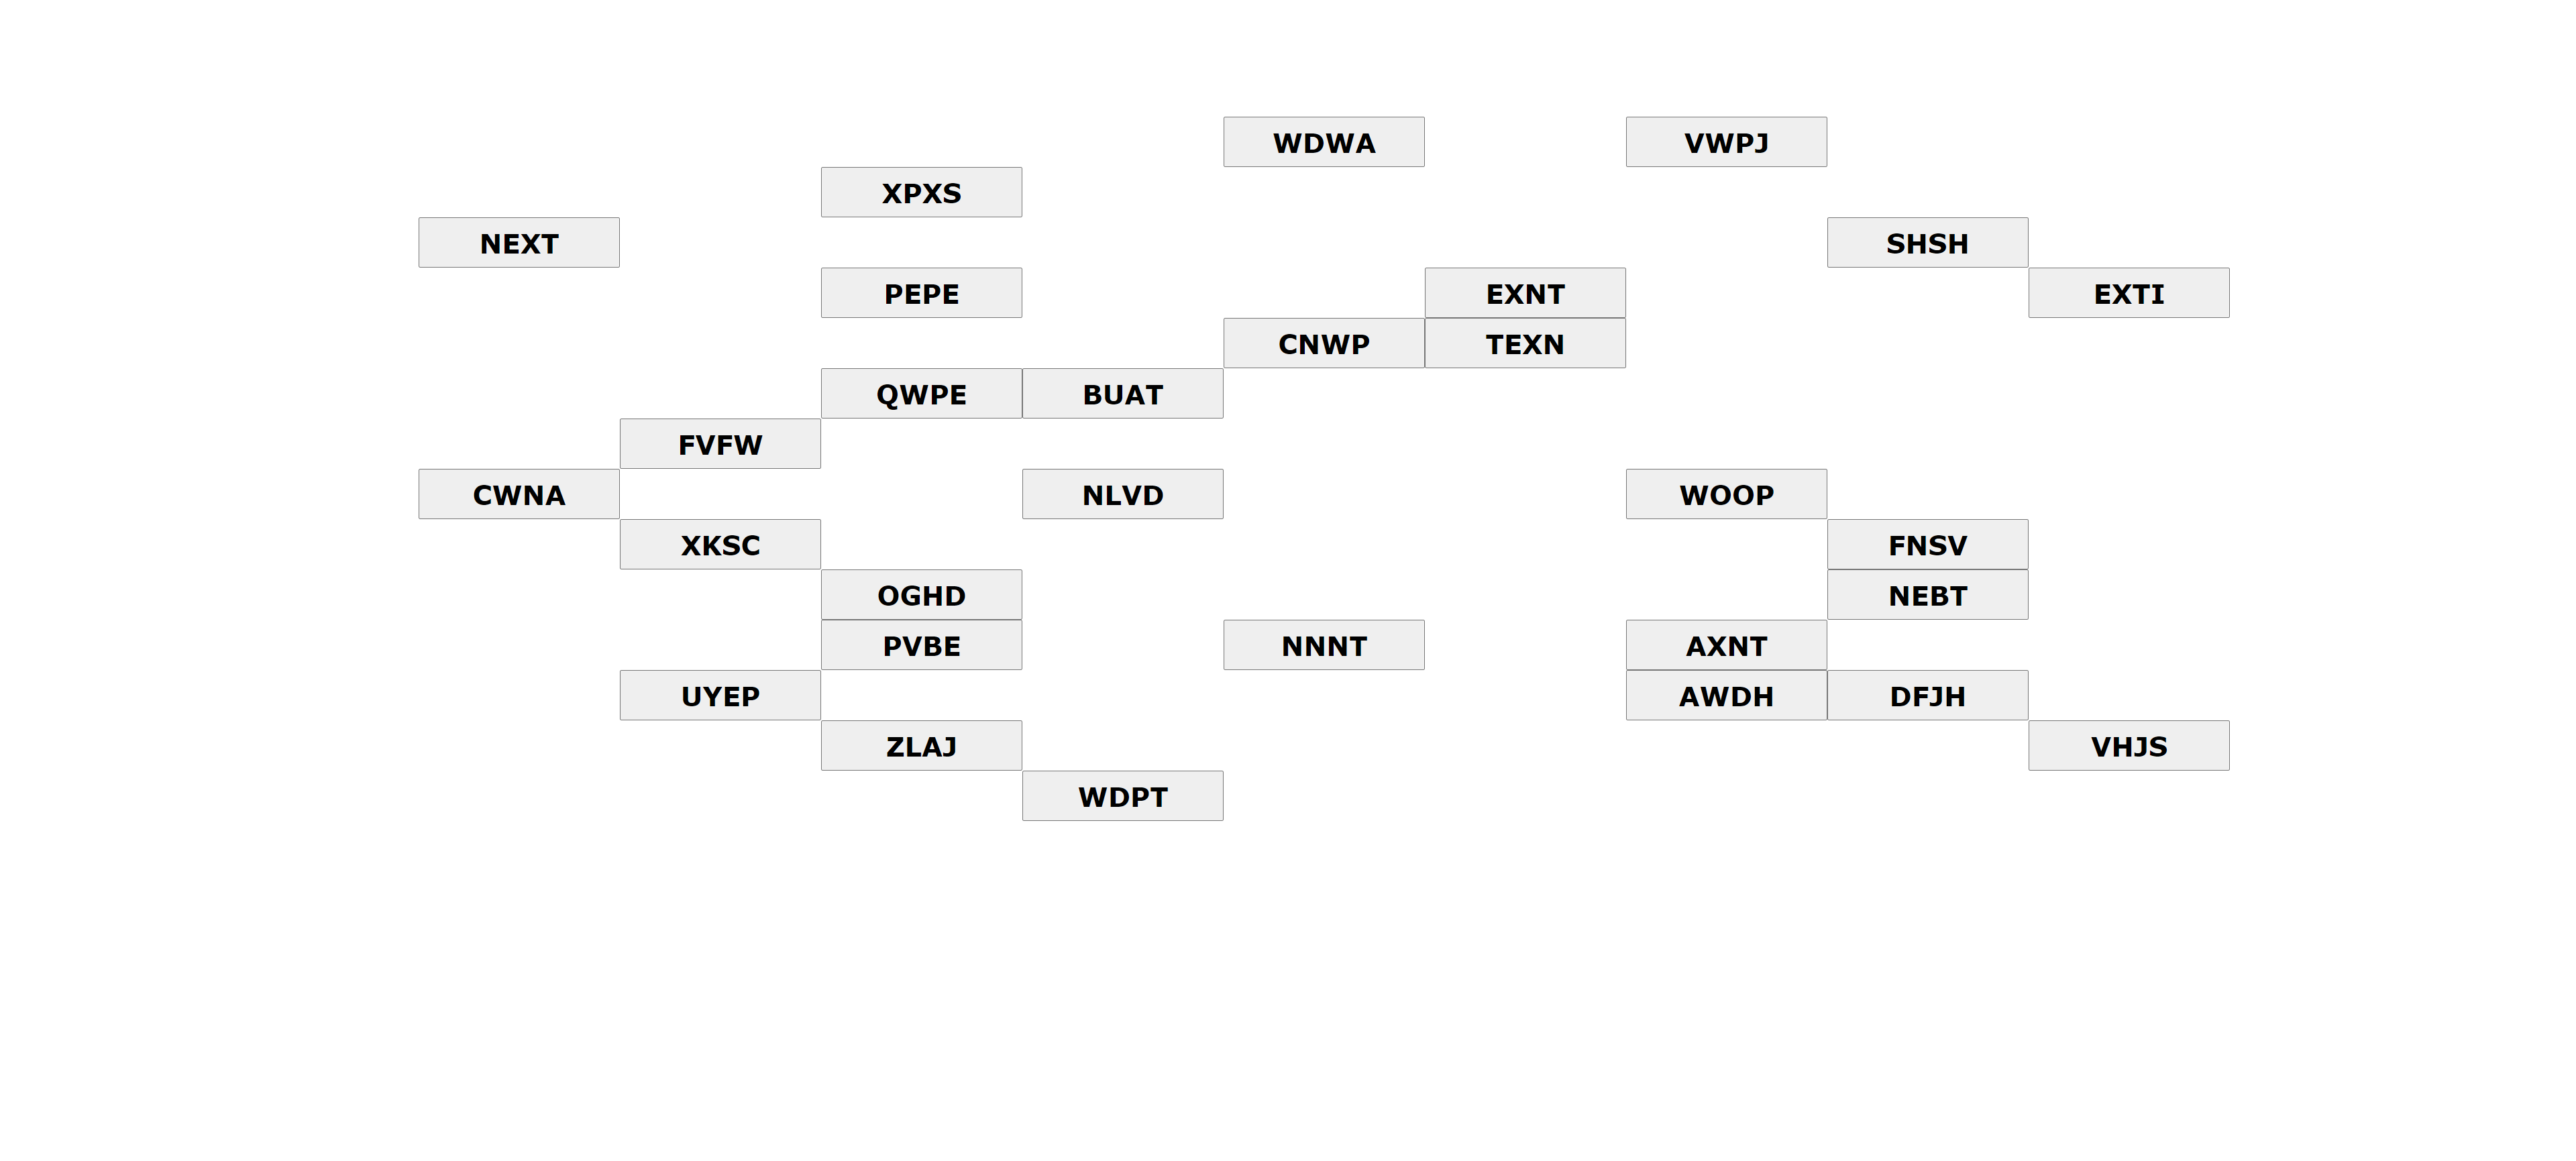 WDWA VWPJ
XPXS
NEXT SHSH
PEPE EXNT EXTI
CNWP TEXN
QWPE BUAT
FVFW
CWNA NLVD WOOP
XKSC FNSV
OGHD NEBT
PVBE NNNT AXNT
UYEP AWDH DFJH
ZLAJ VHJS
WDPT